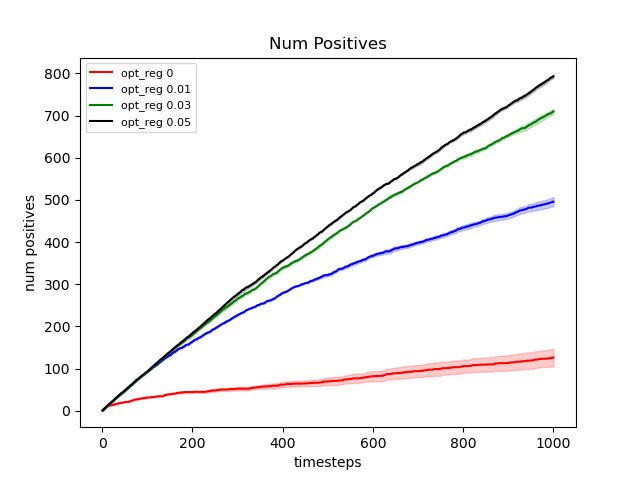 Num Positives
opt_reg 0
opt_reg 0.01
opt_reg 0.03
opt_reg 0.05
num positives
800
700
600
500
400
300
200
100
0
0 200 400 600 800 1000
timesteps